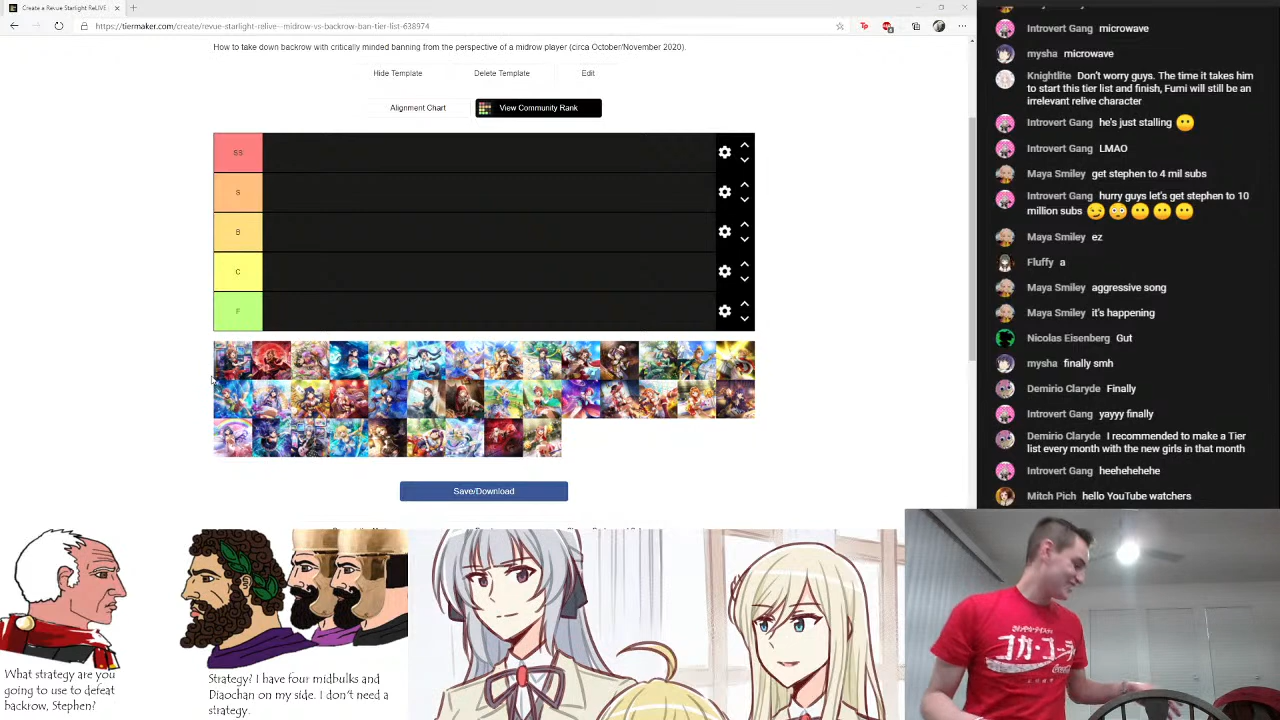 Create a Revue Starlight ReLIVE
https://tiermaker.com/create/revue-starlight-relive--midrow-vs-backrow-ban-tier-list-638974
How to take down backrow with critically minded banning from the perspective of a midrow player (circa October/November 2020).
Hide Template
Delete Template
Edit
Alignment Chart
View Community Rank
SS
S
B
C
F
Save/Download
Introvert Gang microwave
mysha microwave
Knightlite Don't worry guys. The time it takes him
to start this tier list and finish, Fumi will still be an
irrelevant relive character
Introvert Gang he's just stalling
Introvert Gang LMAO
Maya Smiley get stephen to 4 mil subs
Introvert Gang hurry guys let's get stephen to 10
million subs
Maya Smiley ez
Fluffy a
Maya Smiley aggressive song
Maya Smiley it's happening
Nicolas Eisenberg Gut
mysha finally smh
Demirio Claryde Finally
Introvert Gang yayyy finally
Demirio Claryde I recommended to make a Tier
list every month with the new girls in that month
Introvert Gang heehehehehe
Mitch Pich hello YouTube watchers
What strategy are you
going to use to defeat
backrow, Stephen?
Strategy? I have four midbulls and
Diaochan on my side. I don't need a
strategy.
コカ・コーラ